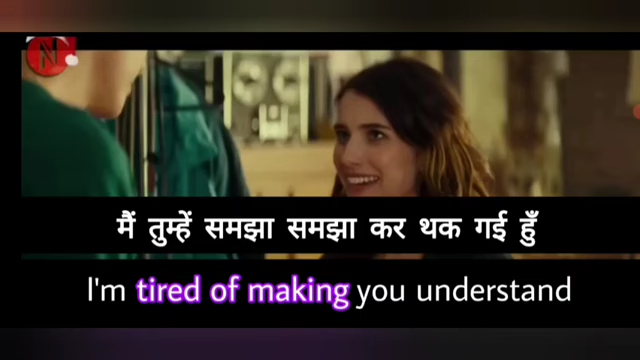 मैं तुम्हें समझा समझा कर थक गई हुँ
I'm tired of making you understand